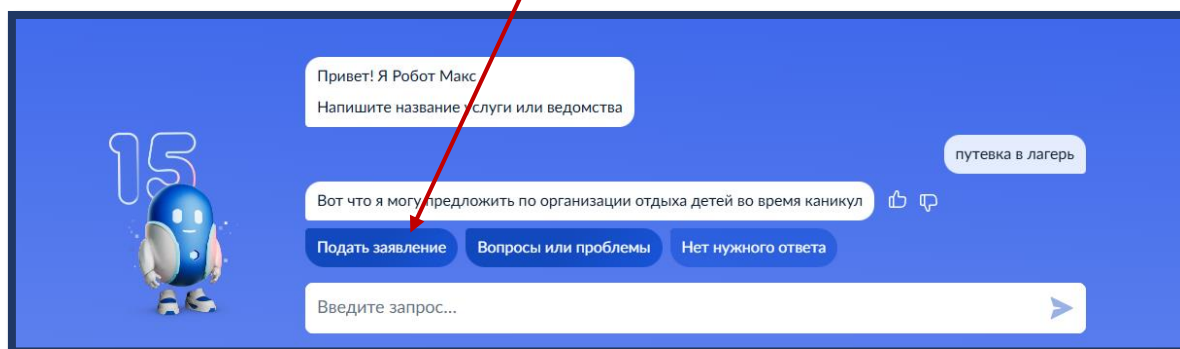 Привет! Я Робот Макс
Напишите название услуги или ведомства
15
путевка в лагерь
Вот что я могу предложить по организации отдыха детей во время каникул
Подать заявление
Вопросы или проблемы
Нет нужного ответа
Введите запрос...